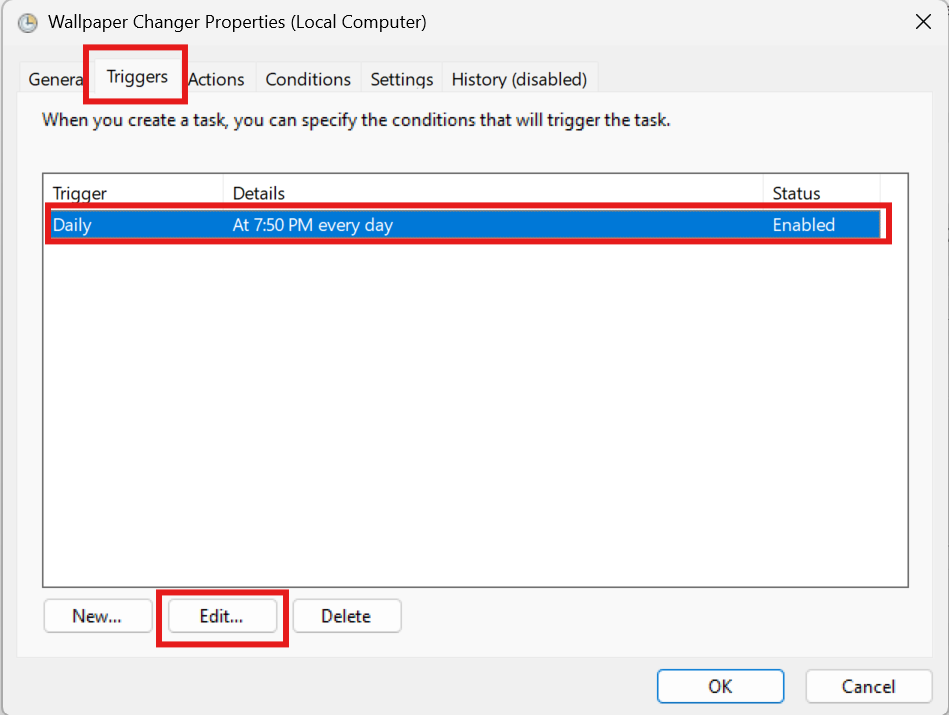 Wallpaper Changer Properties (Local Computer)
Genera Triggers Actions Conditions Settings History (disabled)
When you create a task, you can specify the conditions that will trigger the task.
Trigger Details Status
Daily At 7:50 PM every day Enabled
New... Edit... Delete
OK Cancel